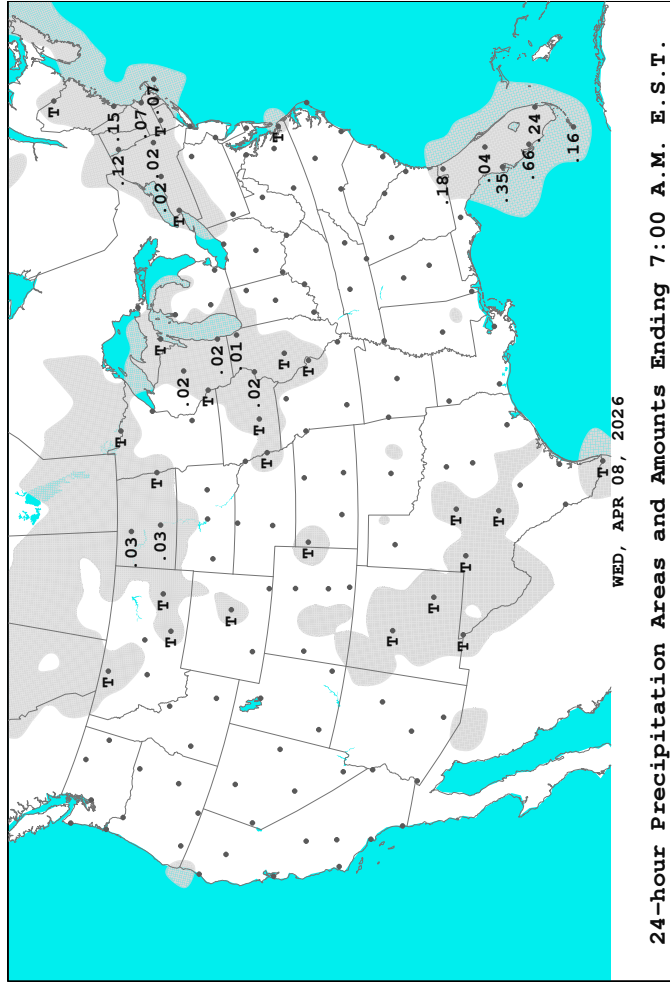 T
T
.15
.12
T
.03
.07
.07
.02
T
T
T
.03
.02
T
T
T
.02
T
.02
T
.01
.02
T
T
T
T
T
T
T
T
.18
T
T
T
.04
T
.35
.66
.24
.16
T
WED, APR 08, 2026
24-hour Precipitation Areas and Amounts Ending 7:00 A.M. E.S.T.